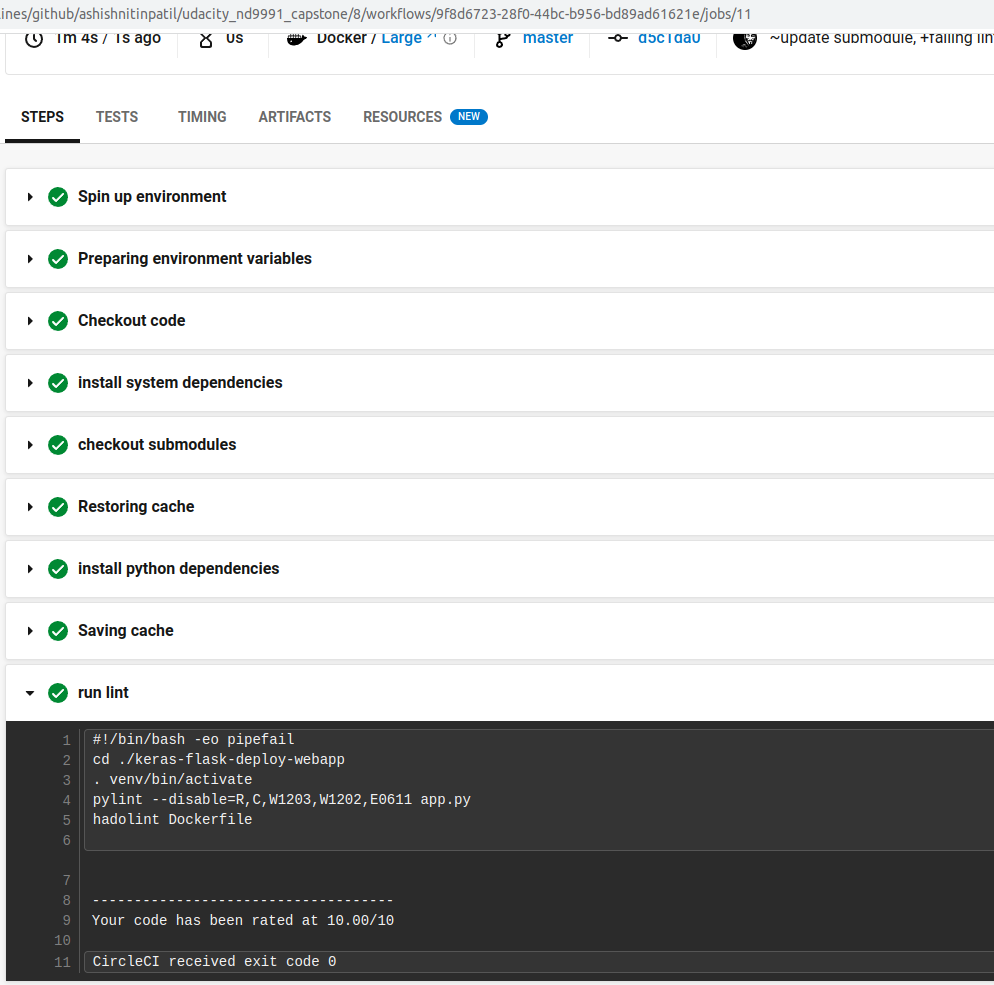 ines/github/ashishnitinpatil/udacity_nd9991_capstone/8/workflows/9f8d6723-28f0-44bc-b956-bd89ad61621e/jobs/11
1m 4s / 1s ago 0s Docker / Large master d5c1da0 ~update submodule, +failing lin
STEPS TESTS TIMING ARTIFACTS RESOURCES NEW
Spin up environment
Preparing environment variables
Checkout code
install system dependencies
checkout submodules
Restoring cache
install python dependencies
Saving cache
run lint
1 #!/bin/bash -eo pipefail
2 cd ./keras-flask-deploy-webapp
3 . venv/bin/activate
4 pylint --disable=R,C,W1203,W1202,E0611 app.py
5 hadolint Dockerfile
6
7
8 ------------------------------------
9 Your code has been rated at 10.00/10
10
11 CircleCI received exit code 0